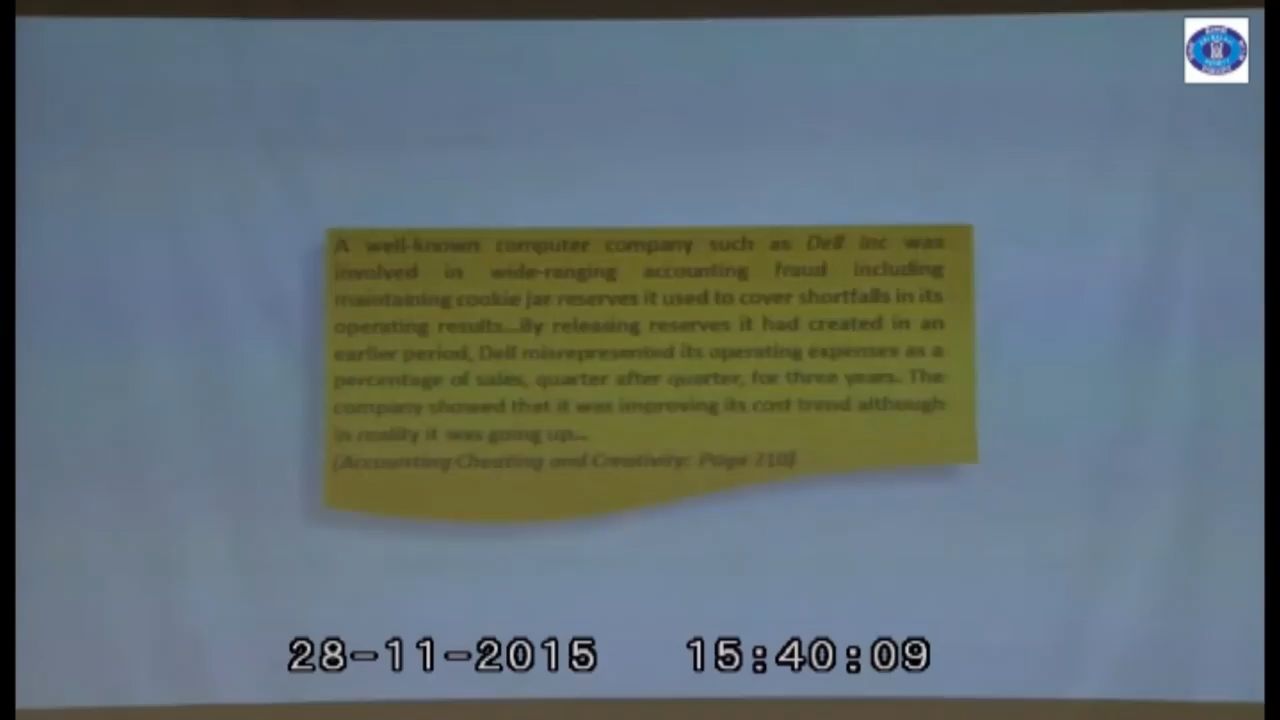 A well-known computer company such as Dell Inc was
involved in wide-ranging accounting fraud including
maintaining cookie jar reserves it used to cover shortfalls in its
operating results...By releasing reserves it had created in an
earlier period, Dell misrepresented its operating expenses as a
percentage of sales, quarter after quarter, for three years. The
company showed that it was improving its cost trend although
in reality it was going up...
(Accounting Cheating and Creativity: Page
28-11-2015 15:40:09